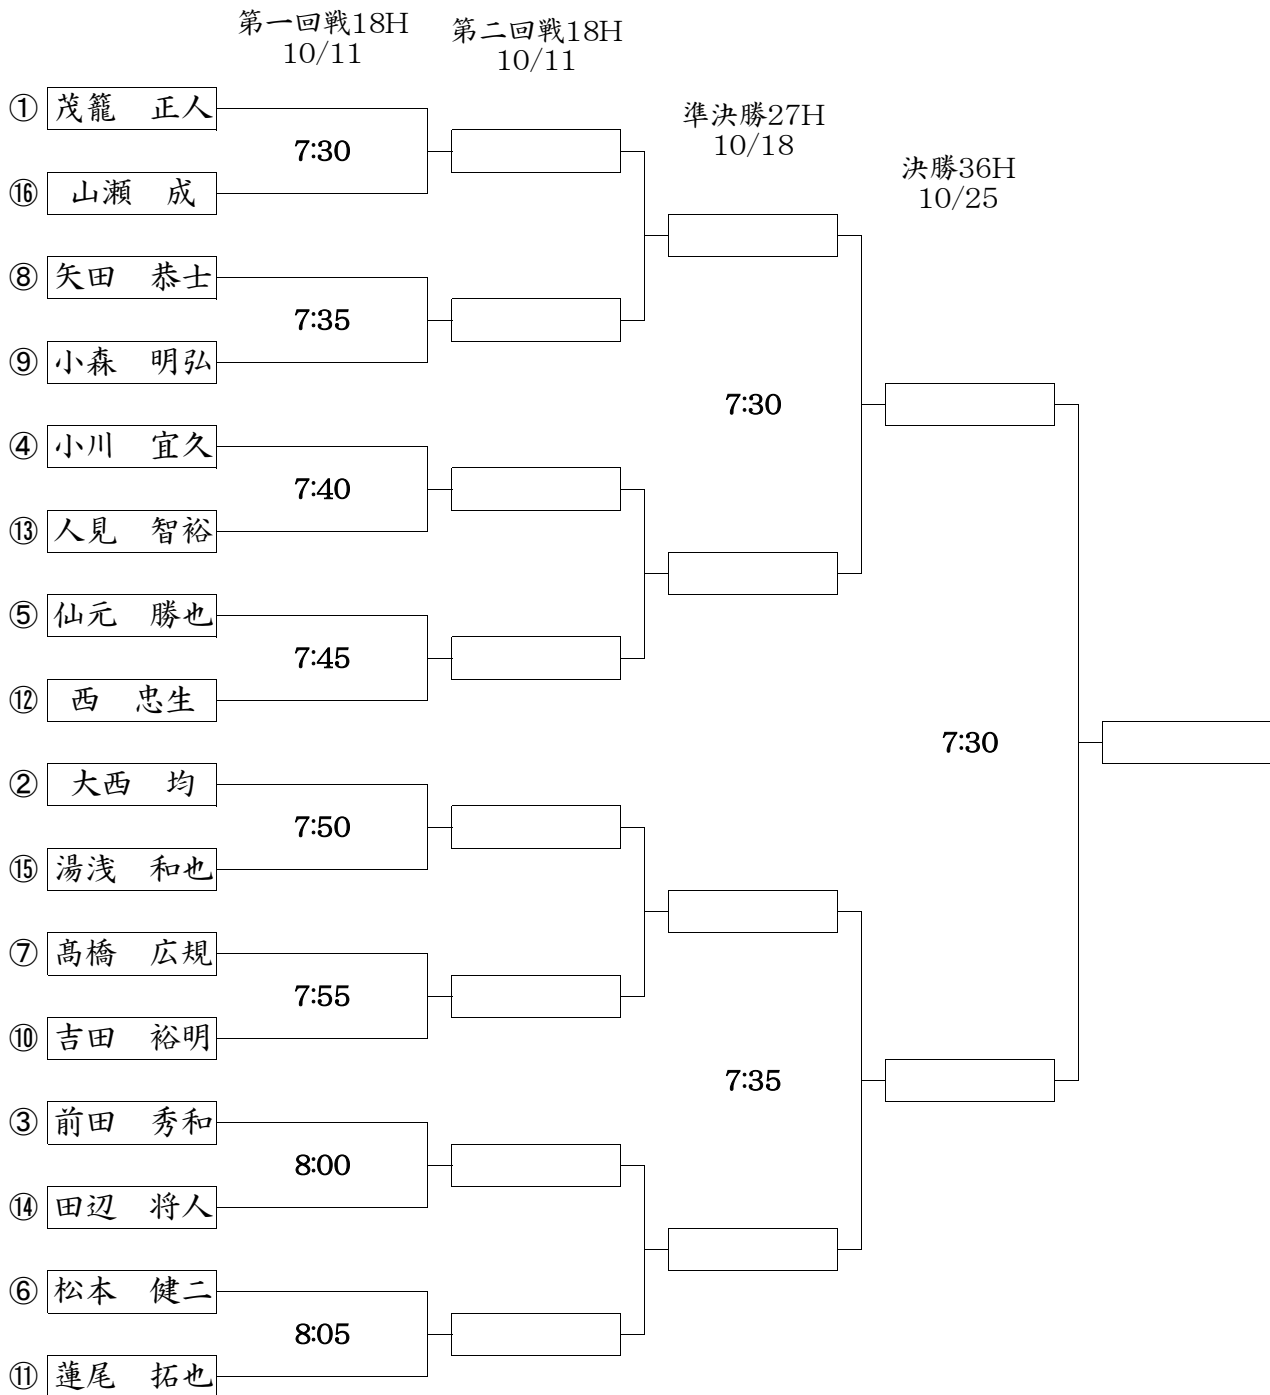 第一回戦18H
10/11
第二回戦18H
10/11
準決勝27H
10/18
決勝36H
10/25
① 茂籠　正人
7:30
⑯ 山瀬　成
⑧ 矢田　恭士
7:35
⑨ 小森　明弘
7:30
④ 小川　宜久
7:40
⑬ 人見　智裕
⑤ 仙元　勝也
7:45
⑫ 西　忠生
7:30
② 大西　均
7:50
⑮ 湯浅　和也
⑦ 髙橋　広規
7:55
⑩ 吉田　裕明
7:35
③ 前田　秀和
8:00
⑭ 田辺　将人
⑥ 松本　健二
8:05
⑪ 蓮尾　拓也